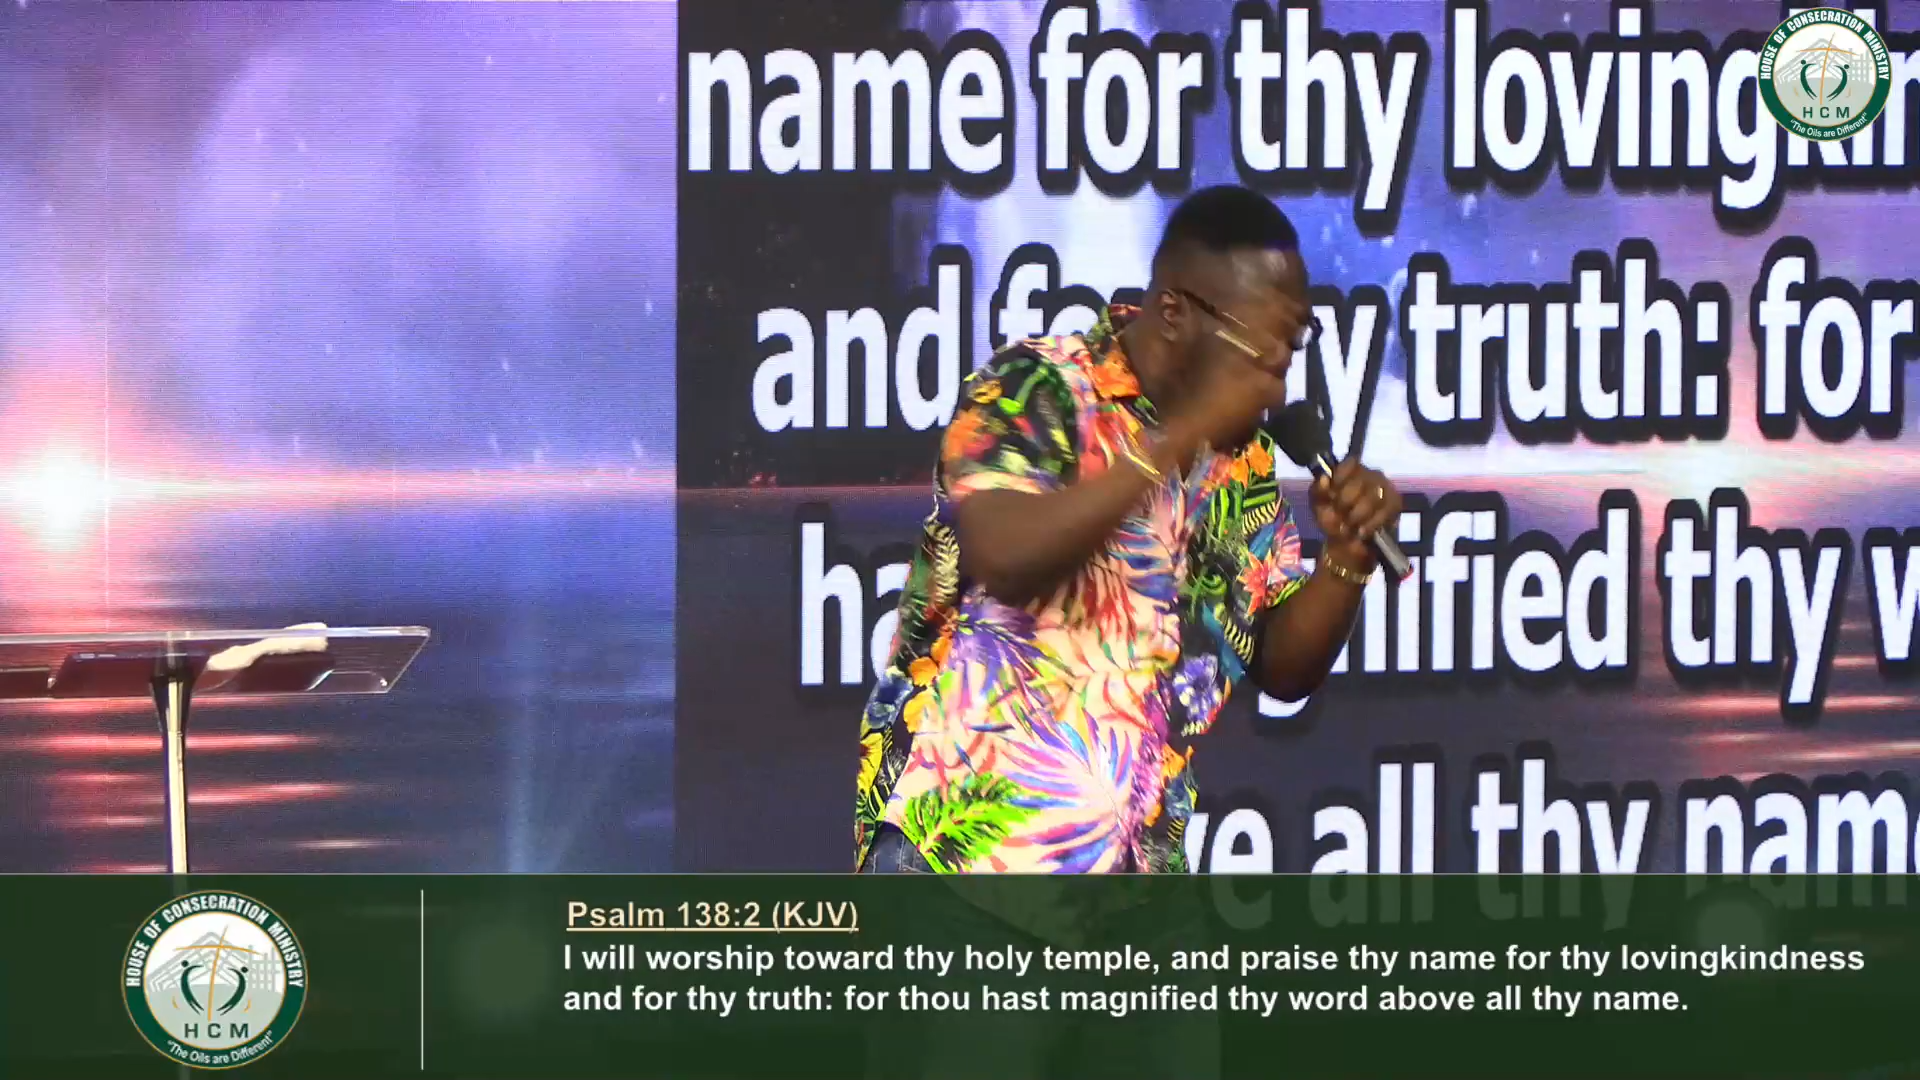 name for thy loving
HOUSE OF CONSECRATION MINISTRY
HCM
"The Oils are Different"
and thy truth: for
thy
all thy
Psalm 138:2 (KJV)
I will worship toward thy holy temple, and praise thy name for thy lovingkindness
and for thy truth: for thou hast magnified thy word above all thy name.
HOUSE OF CONSECRATION MINISTRY
HCM
"The Oils are Different"